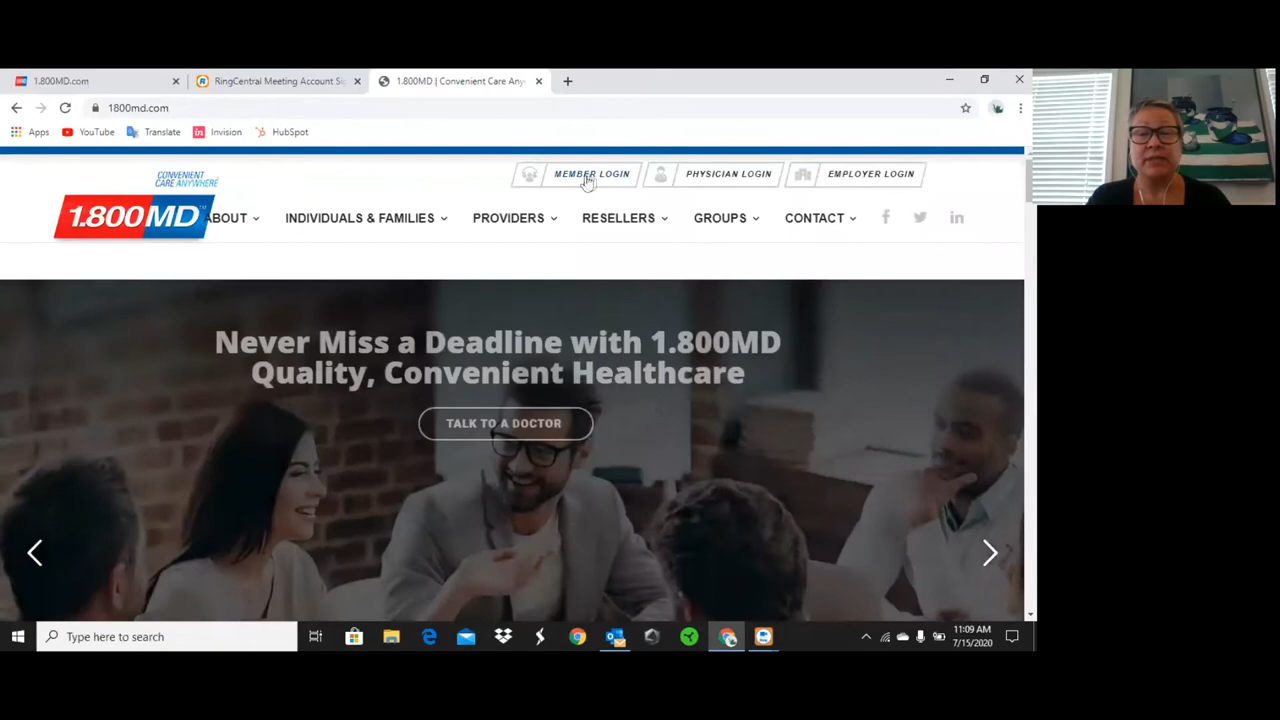 1.800MD.com
RingCentral Meeting Account Sic
1.800MD | Convenient Care Any
1800md.com
Apps
YouTube
Translate
Invision
HubSpot
MEMBER LOGIN
PHYSICIAN LOGIN
EMPLOYER LOGIN
CONVENIENT
CARE ANYWHERE
1.800MD
ABOUT
INDIVIDUALS & FAMILIES
PROVIDERS
RESELLERS
GROUPS
CONTACT
Never Miss a Deadline with 1.800MD
Quality, Convenient Healthcare
TALK TO A DOCTOR
Type here to search
11:09 AM
7/15/2020